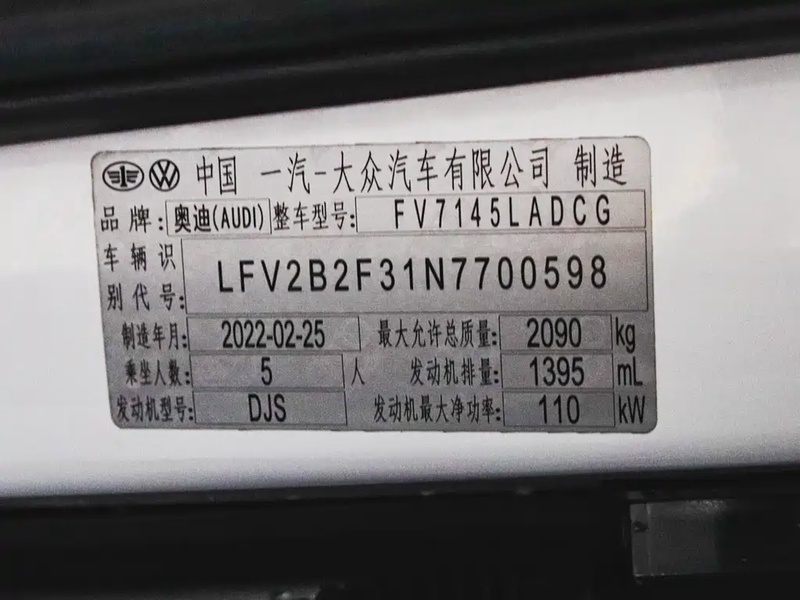 中国 一汽-大众汽车有限公司 制造
品牌: 奥迪(AUDI) 整车型号: FV7145LADCG
车辆识别代号: LFV2B2F31N7700598
制造年月: 2022-02-25 最大允许总质量: 2090 kg
乘坐人数: 5 人 发动机排量: 1395 mL
发动机型号: DJS 发动机最大净功率: 110 kW